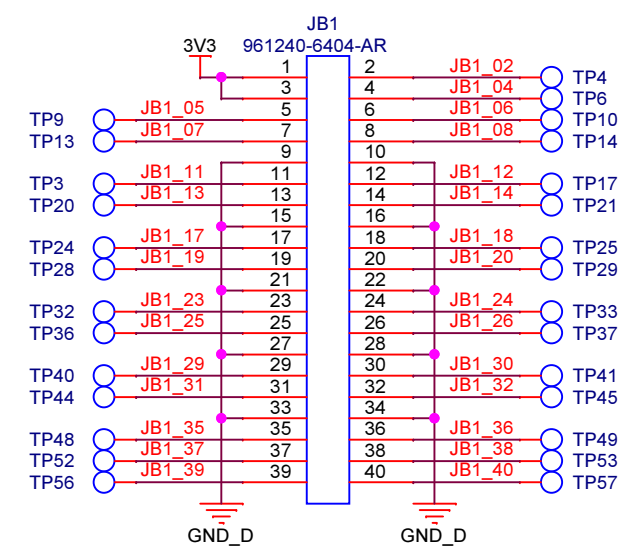 JB1
3V3 961240-6404-AR
1 2 JB1_02 TP4
3 4 JB1_04 TP6
TP9 JB1_05 5 6 JB1_06 TP10
TP13 JB1_07 7 8 JB1_08 TP14
9 10
TP3 JB1_11 11 12 JB1_12 TP17
TP20 JB1_13 13 14 JB1_14 TP21
15 16
TP24 JB1_17 17 18 JB1_18 TP25
TP28 JB1_19 19 20 JB1_20 TP29
21 22
TP32 JB1_23 23 24 JB1_24 TP33
TP36 JB1_25 25 26 JB1_26 TP37
27 28
TP40 JB1_29 29 30 JB1_30 TP41
TP44 JB1_31 31 32 JB1_32 TP45
33 34
TP48 JB1_35 35 36 JB1_36 TP49
TP52 JB1_37 37 38 JB1_38 TP53
TP56 JB1_39 39 40 JB1_40 TP57
GND_D GND_D